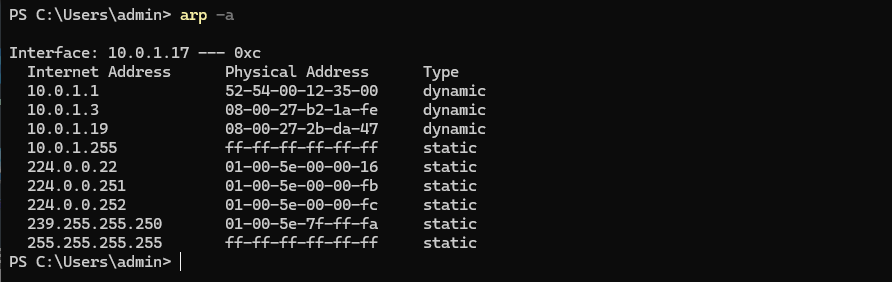 PS C:\Users\admin> arp -a
Interface: 10.0.1.17 --- 0xc
  Internet Address      Physical Address      Type
  10.0.1.1              52-54-00-12-35-00     dynamic
  10.0.1.3              08-00-27-b2-1a-fe     dynamic
  10.0.1.19             08-00-27-2b-da-47     dynamic
  10.0.1.255            ff-ff-ff-ff-ff-ff     static
  224.0.0.22            01-00-5e-00-00-16     static
  224.0.0.251           01-00-5e-00-00-fb     static
  224.0.0.252           01-00-5e-00-00-fc     static
  239.255.255.250       01-00-5e-7f-ff-fa     static
  255.255.255.255       ff-ff-ff-ff-ff-ff     static
PS C:\Users\admin>